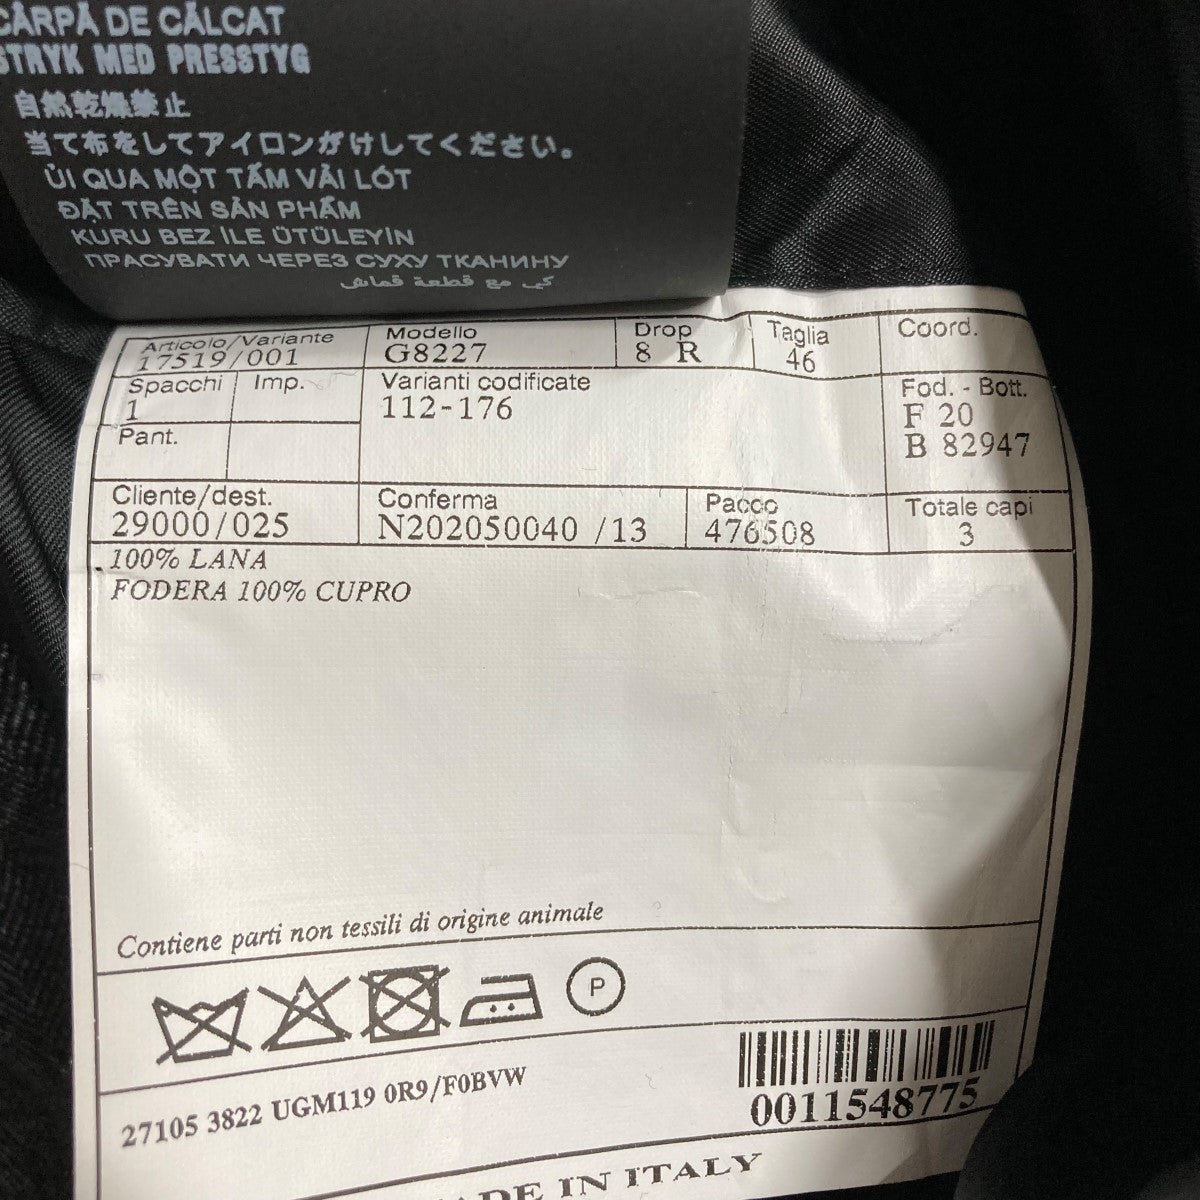 CÂRPĂ DE CĂLCAT
STRYK MED PRESSTYG
自然乾燥禁止
当て布をしてアイロンがけしてください。
ỦI QUA MỘT TẤM VẢI LÓT
ĐẶT TRÊN SẢN PHẨM
KURU BEZ İLE ÜTÜLEYİN
ПРАСУВАТИ ЧЕРЕЗ СУХУ ТКАНИНУ
كي مع قطعة قماش
Articolo/Variante Modello Drop Taglia Coord.
17519/001 G8227 8 R 46
Spacchi Imp. Varianti codificate Fod. - Bott.
1 112-176 F 20
Pant. B 82947
Cliente/dest. Conferma Pacco Totale capi
29000/025 N202050040 /13 476508 3
100% LANA
FODERA 100% CUPRO
Contiene parti non tessili di origine animale
P
27105 3822 UGM119 0R9/F0BVW
0011548775
MADE IN ITALY